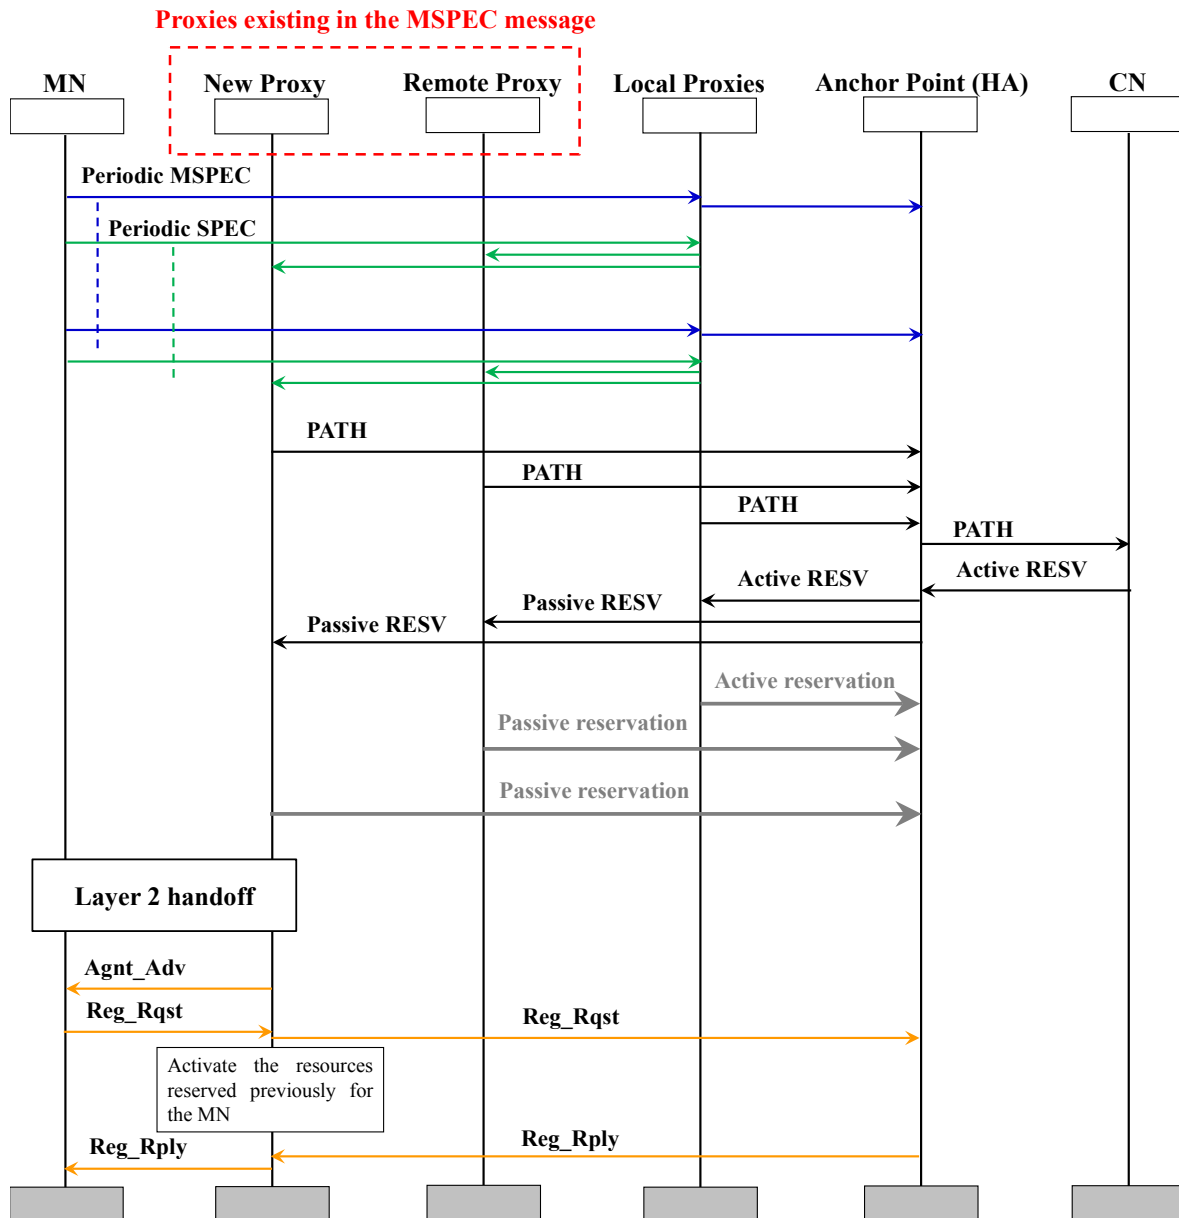 Proxies existing in the MSPEC message
MN
New Proxy
Remote Proxy
Local Proxies
Anchor Point (HA)
CN
Periodic MSPEC
Periodic SPEC
PATH
PATH
PATH
PATH
Active RESV
Active RESV
Passive RESV
Passive RESV
Active reservation
Passive reservation
Passive reservation
Layer 2 handoff
Agnt_Adv
Reg_Rqst
Reg_Rqst
Activate the resources
reserved previously for
the MN
Reg_Rply
Reg_Rply